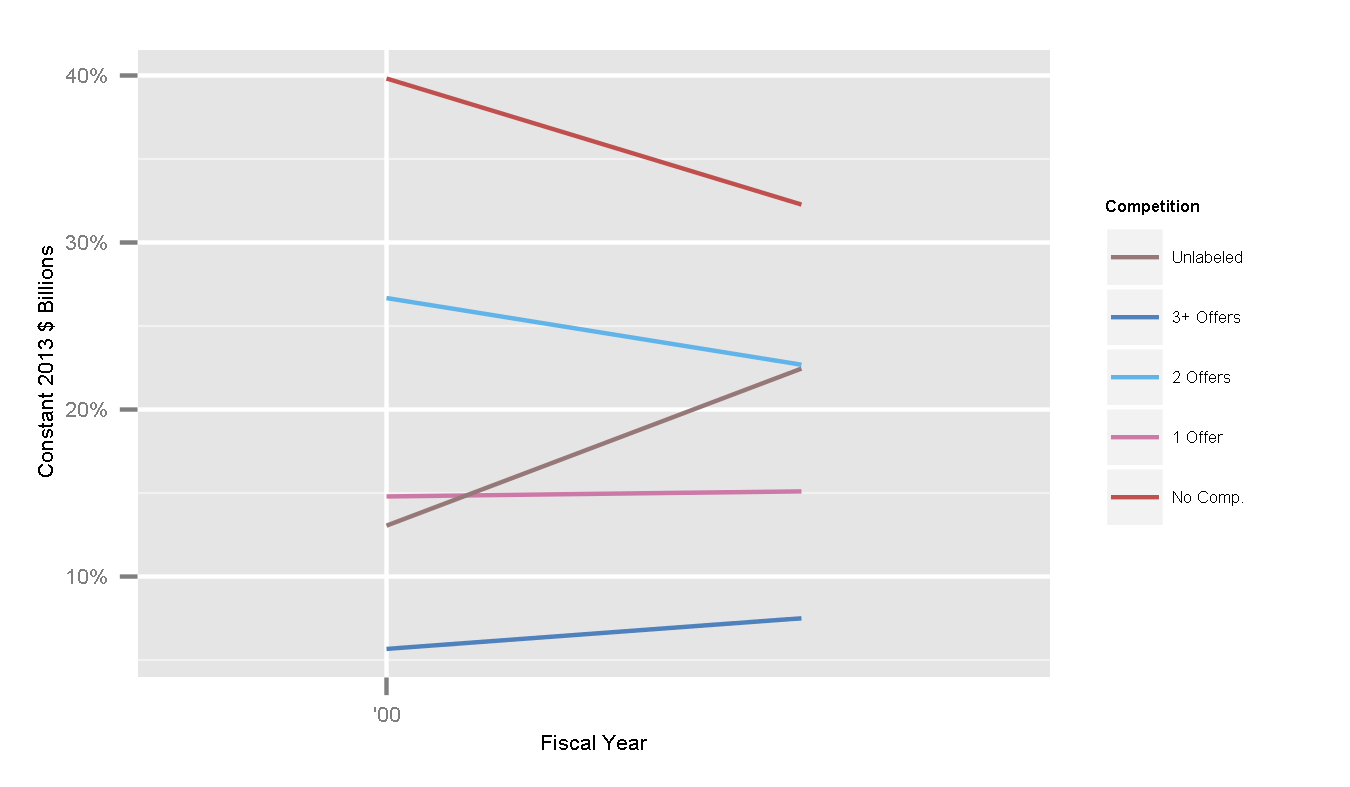 40%
30%
20%
10%
Constant 2013 $ Billions
'00
Fiscal Year
Competition
Unlabeled
3+ Offers
2 Offers
1 Offer
No Comp.